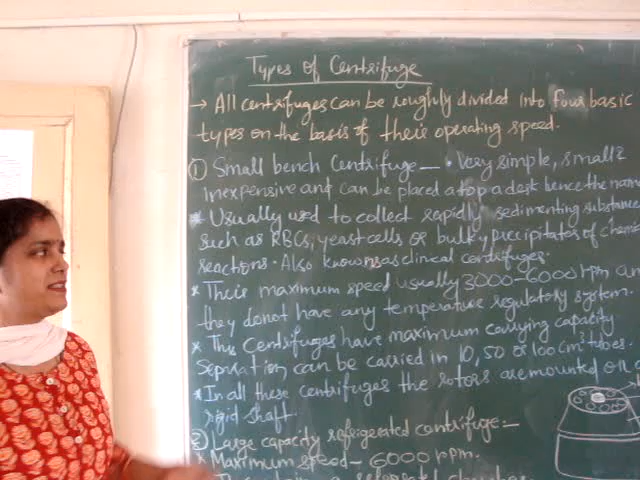 Types of Centrifuge
→ All centrifuges can be roughly divided into four basic
types on the basis of their operating speed.
① Small bench Centrifuge — • Very simple, small &
inexpensive and can be placed atop a desk hence the name
* Usually used to collect rapidly sedimenting substances
such as RBCs, yeast cells or bulky precipitates of chemic
reactions. Also known as clinical centrifuges.
* Their maximum speed usually 3000-6000 rpm an
they donot have any temperature regulatory system.
* This Centrifuges have maximum carrying capacity
Separation can be carried in 10, 50 or 100 cm³ tubes.
* In all these centrifuges the rotors are mounted on a
rigid shaft
② Large capacity refrigerated centrifuge —
* Maximum speed - 6000 rpm.